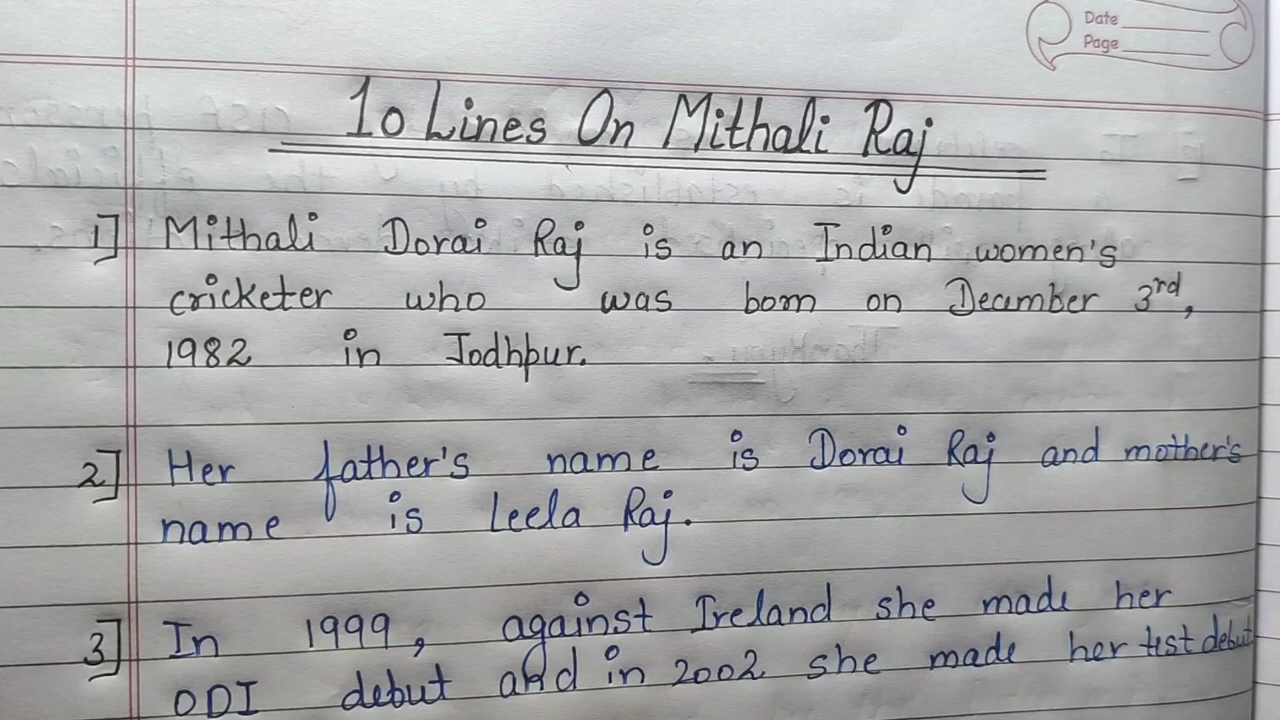 Date
Page
10 Lines On Mithali Raj
1] Mithali Dorai Raj is an Indian women's
cricketer who was born on December 3rd,
1982 in Jodhpur.
2] Her father's name is Dorai Raj and mother's
name is Leela Raj.
3] In 1999, against Ireland she made her
ODI debut and in 2002 she made her test debut